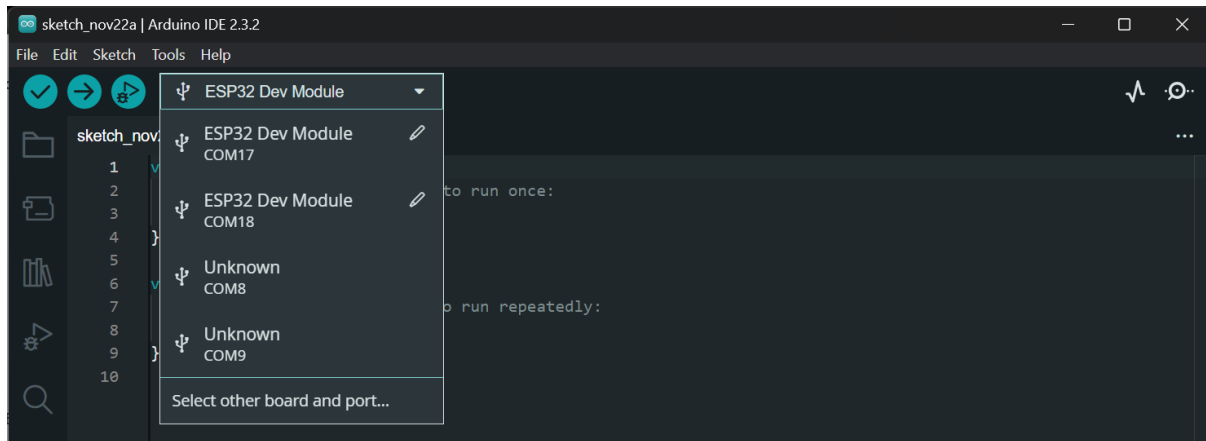 sketch_nov22a | Arduino IDE 2.3.2
File Edit Sketch Tools Help
ESP32 Dev Module
sketch_nov
ESP32 Dev Module
COM17
ESP32 Dev Module
COM18
Unknown
COM8
Unknown
COM9
Select other board and port...
1 v
2 to run once:
3
4 }
5
6 v
7 o run repeatedly:
8
9 }
10